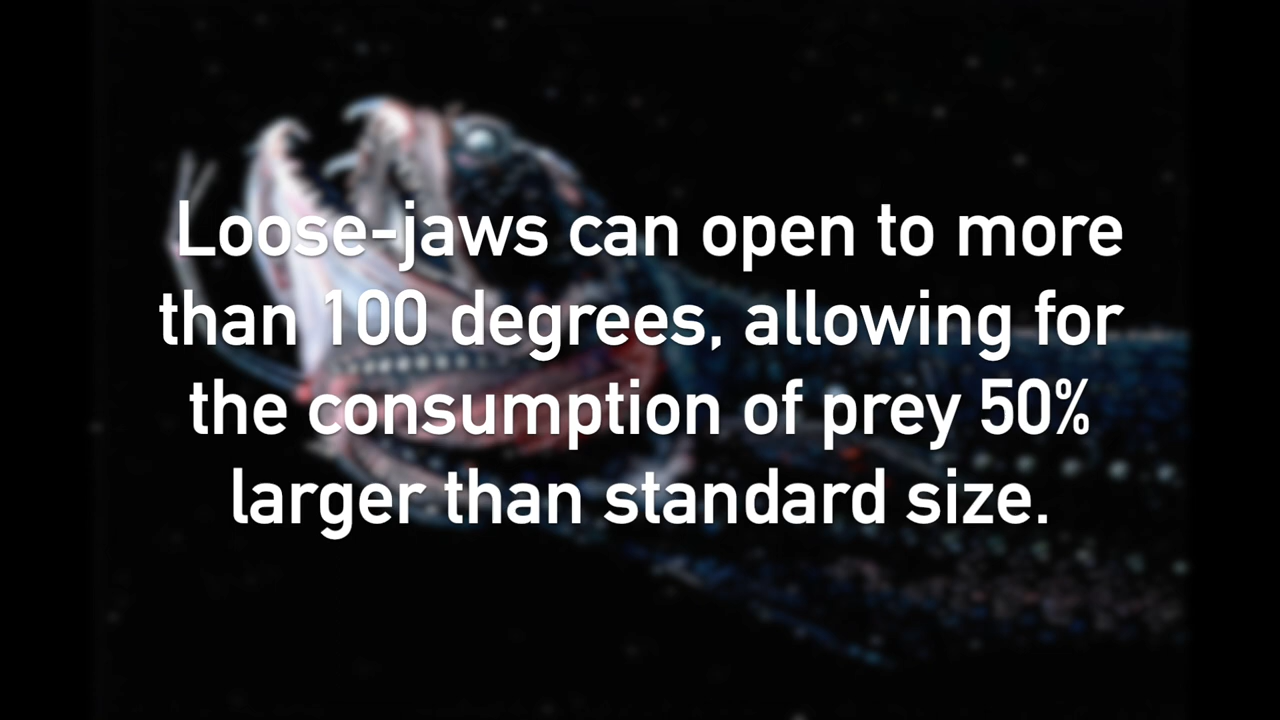 Loose-jaws can open to more
than 100 degrees, allowing for
the consumption of prey 50%
larger than standard size.